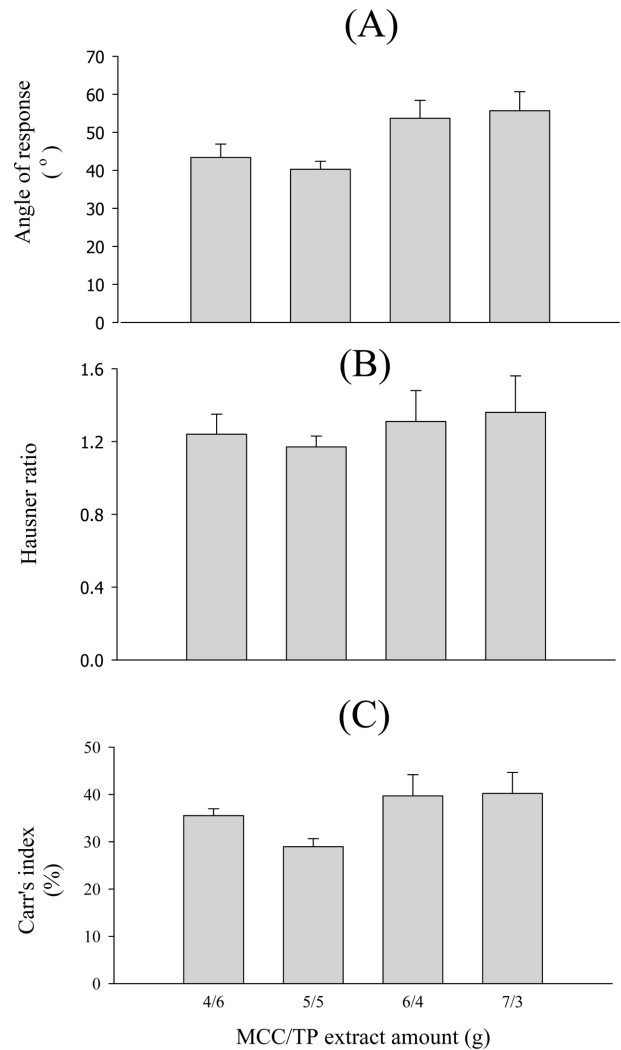 (A)
Angle of response
( ° )
70
60
50
40
30
20
10
0
(B)
Hausner ratio
1.6
1.2
0.8
0.4
0.0
(C)
Carr's index
(%)
50
40
30
20
10
0
4/6 5/5 6/4 7/3
MCC/TP extract amount (g)